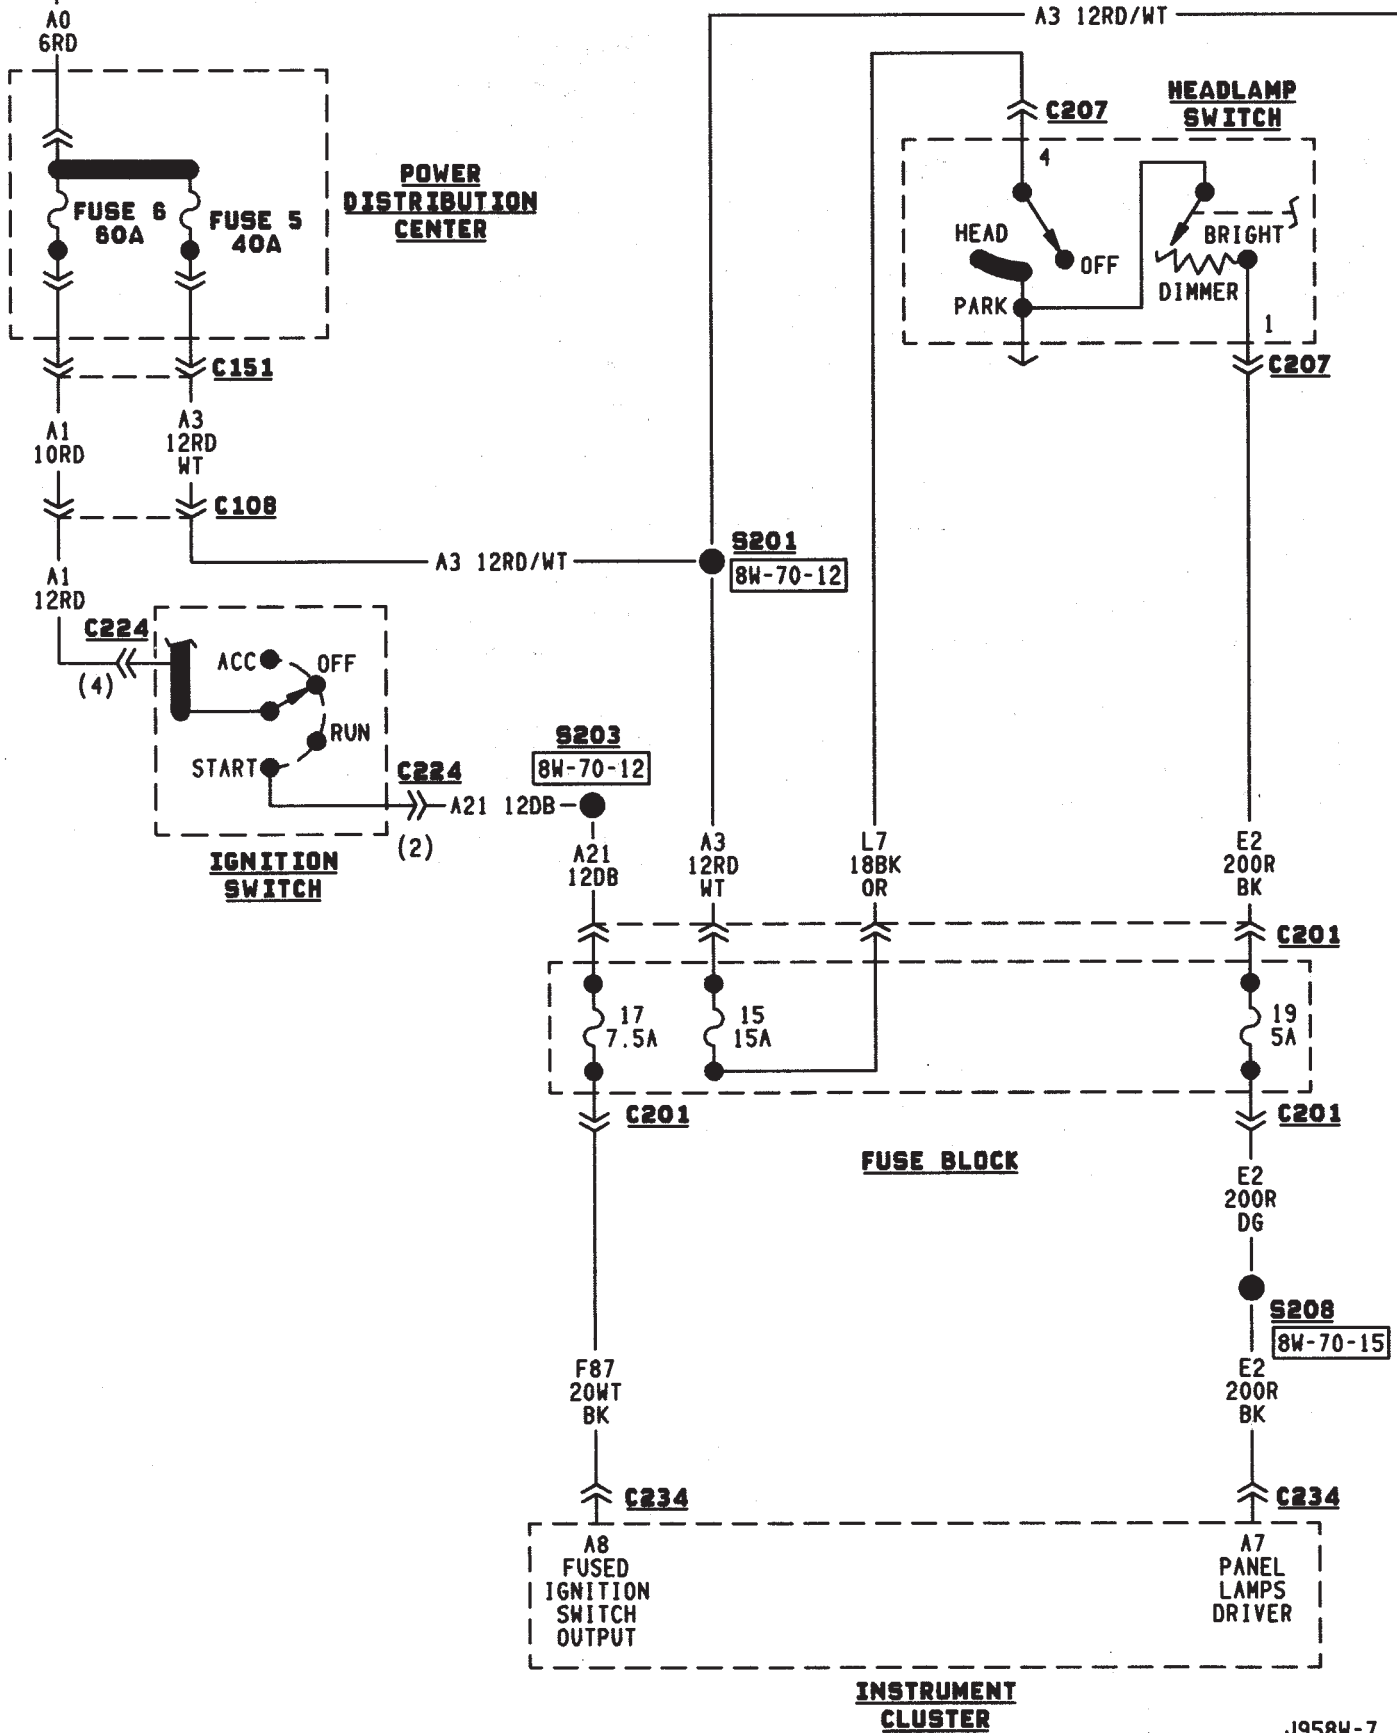 A0
6RD
A3 12RD/WT
HEADLAMP
SWITCH
C207
4
POWER
DISTRIBUTION
CENTER
FUSE 6
60A
FUSE 5
40A
HEAD
OFF
PARK
BRIGHT
DIMMER
1
C207
C151
A1
10RD
A3
12RD
WT
C108
A3 12RD/WT
S201
8W-70-12
A1
12RD
C224
(4)
ACC
OFF
RUN
START
C224
(2)
A21 12DB
S203
8W-70-12
IGNITION
SWITCH
A21
12DB
A3
12RD
WT
L7
18BK
OR
E2
200R
BK
C201
17
7.5A
15
15A
19
5A
C201
C201
FUSE BLOCK
E2
200R
DG
S208
8W-70-15
F87
20WT
BK
E2
200R
BK
C234
C234
A8
FUSED
IGNITION
SWITCH
OUTPUT
A7
PANEL
LAMPS
DRIVER
INSTRUMENT
CLUSTER
J958W-7